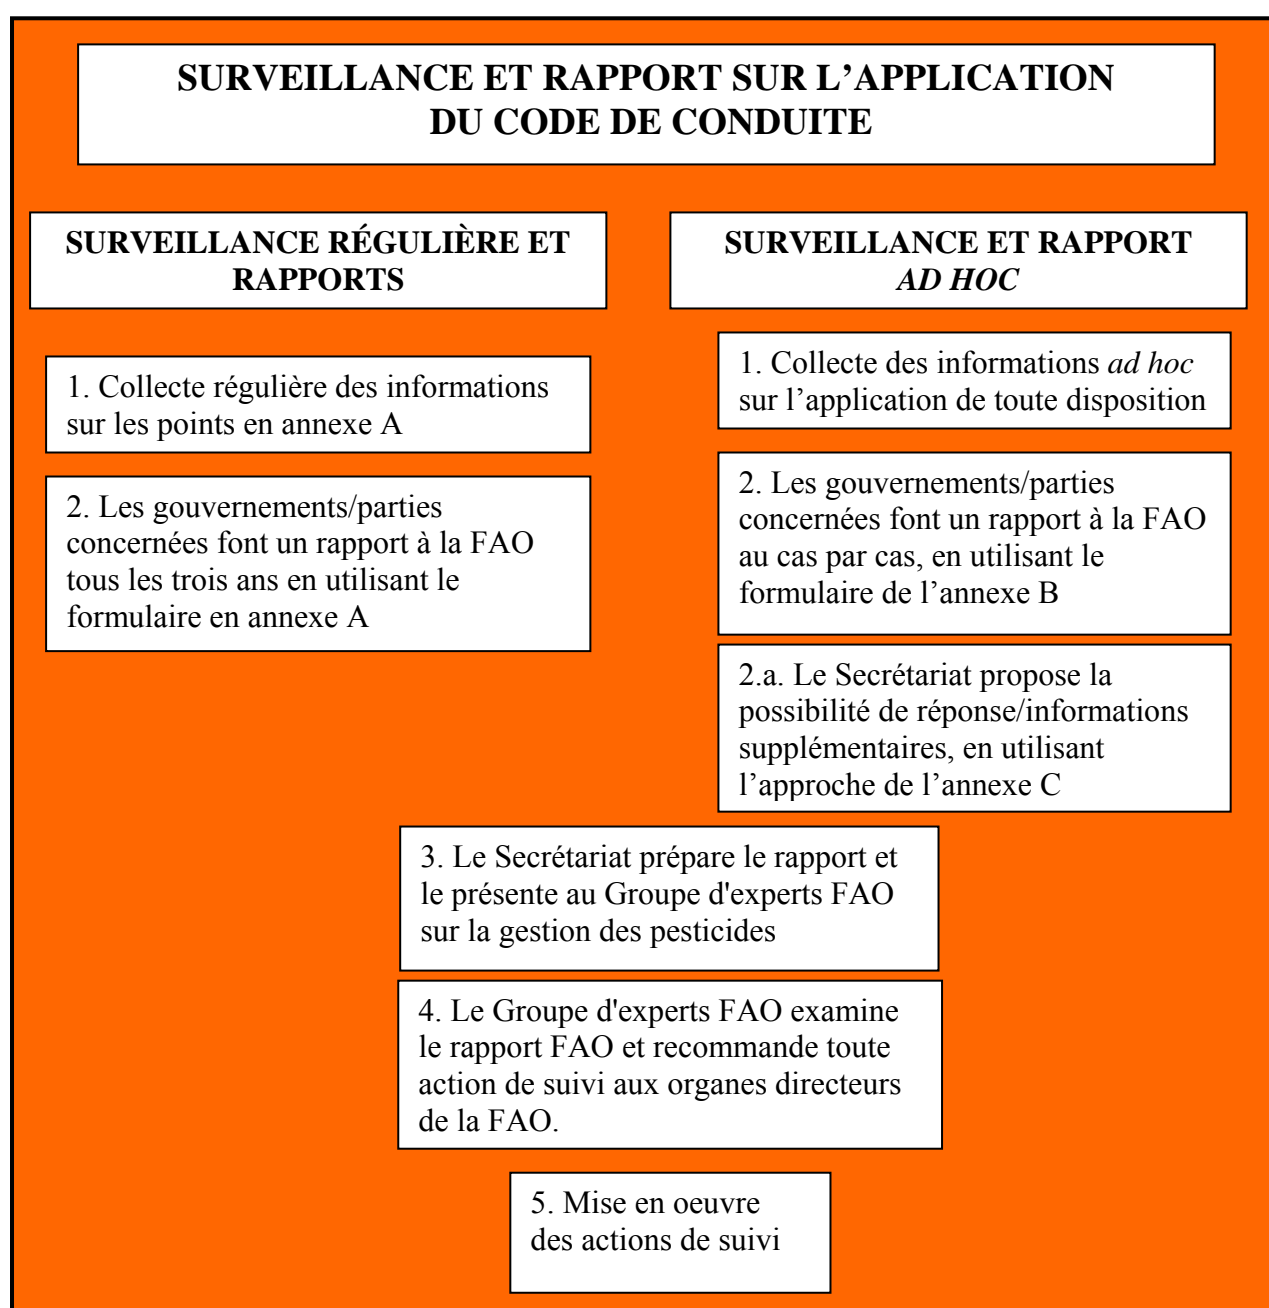 SURVEILLANCE ET RAPPORT SUR L’APPLICATION
DU CODE DE CONDUITE
SURVEILLANCE RÉGULIÈRE ET
RAPPORTS
1. Collecte régulière des informations
sur les points en annexe A
2. Les gouvernements/parties
concernées font un rapport à la FAO
tous les trois ans en utilisant le
formulaire en annexe A
SURVEILLANCE ET RAPPORT
AD HOC
1. Collecte des informations ad hoc
sur l’application de toute disposition
2. Les gouvernements/parties
concernées font un rapport à la FAO
au cas par cas, en utilisant le
formulaire de l’annexe B
2.a. Le Secrétariat propose la
possibilité de réponse/informations
supplémentaires, en utilisant
l’approche de l’annexe C
3. Le Secrétariat prépare le rapport et
le présente au Groupe d'experts FAO
sur la gestion des pesticides
4. Le Groupe d'experts FAO examine
le rapport FAO et recommande toute
action de suivi aux organes directeurs
de la FAO.
5. Mise en oeuvre
des actions de suivi